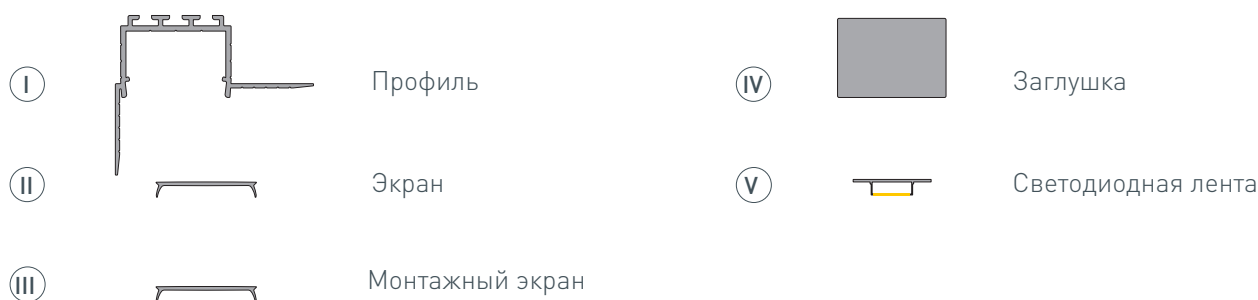 I Профиль
II Экран
III Монтажный экран
IV Заглушка
V Светодиодная лента